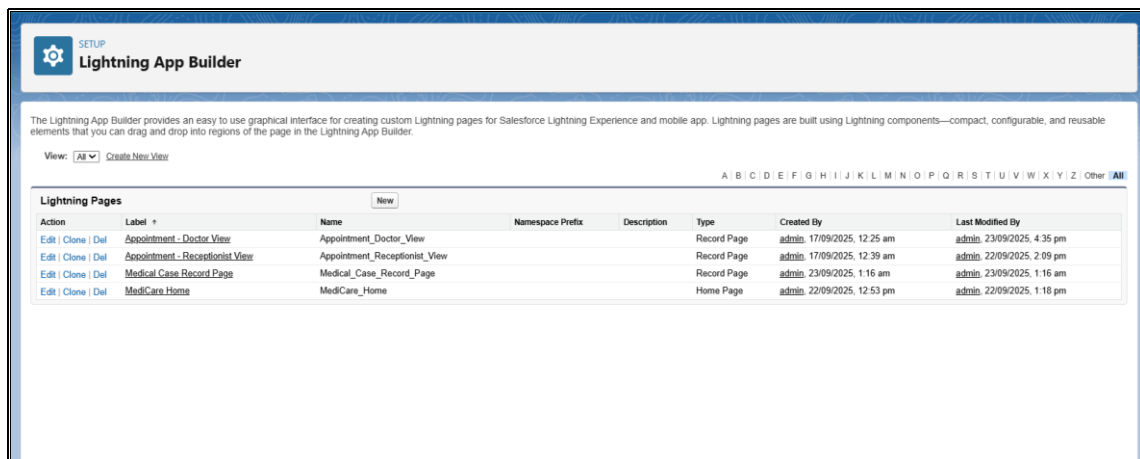 SETUP
Lightning App Builder
The Lightning App Builder provides an easy to use graphical interface for creating custom Lightning pages for Salesforce Lightning Experience and mobile app. Lightning pages are built using Lightning components—compact, configurable, and reusable
elements that you can drag and drop into regions of the page in the Lightning App Builder.
View: All Create New View
A | B | C | D | E | F | G | H | I | J | K | L | M | N | O | P | Q | R | S | T | U | V | W | X | Y | Z | Other All
Lightning Pages New
Action Label ↑ Name Namespace Prefix Description Type Created By Last Modified By
Edit | Clone | Del Appointment - Doctor View Appointment_Doctor_View Record Page admin, 17/09/2025, 12:25 am admin, 23/09/2025, 4:35 pm
Edit | Clone | Del Appointment - Receptionist View Appointment_Receptionist_View Record Page admin, 17/09/2025, 12:39 am admin, 22/09/2025, 2:09 pm
Edit | Clone | Del Medical Case Record Page Medical_Case_Record_Page Record Page admin, 23/09/2025, 1:16 am admin, 23/09/2025, 1:16 am
Edit | Clone | Del MediCare Home MediCare_Home Home Page admin, 22/09/2025, 12:53 pm admin, 22/09/2025, 1:18 pm